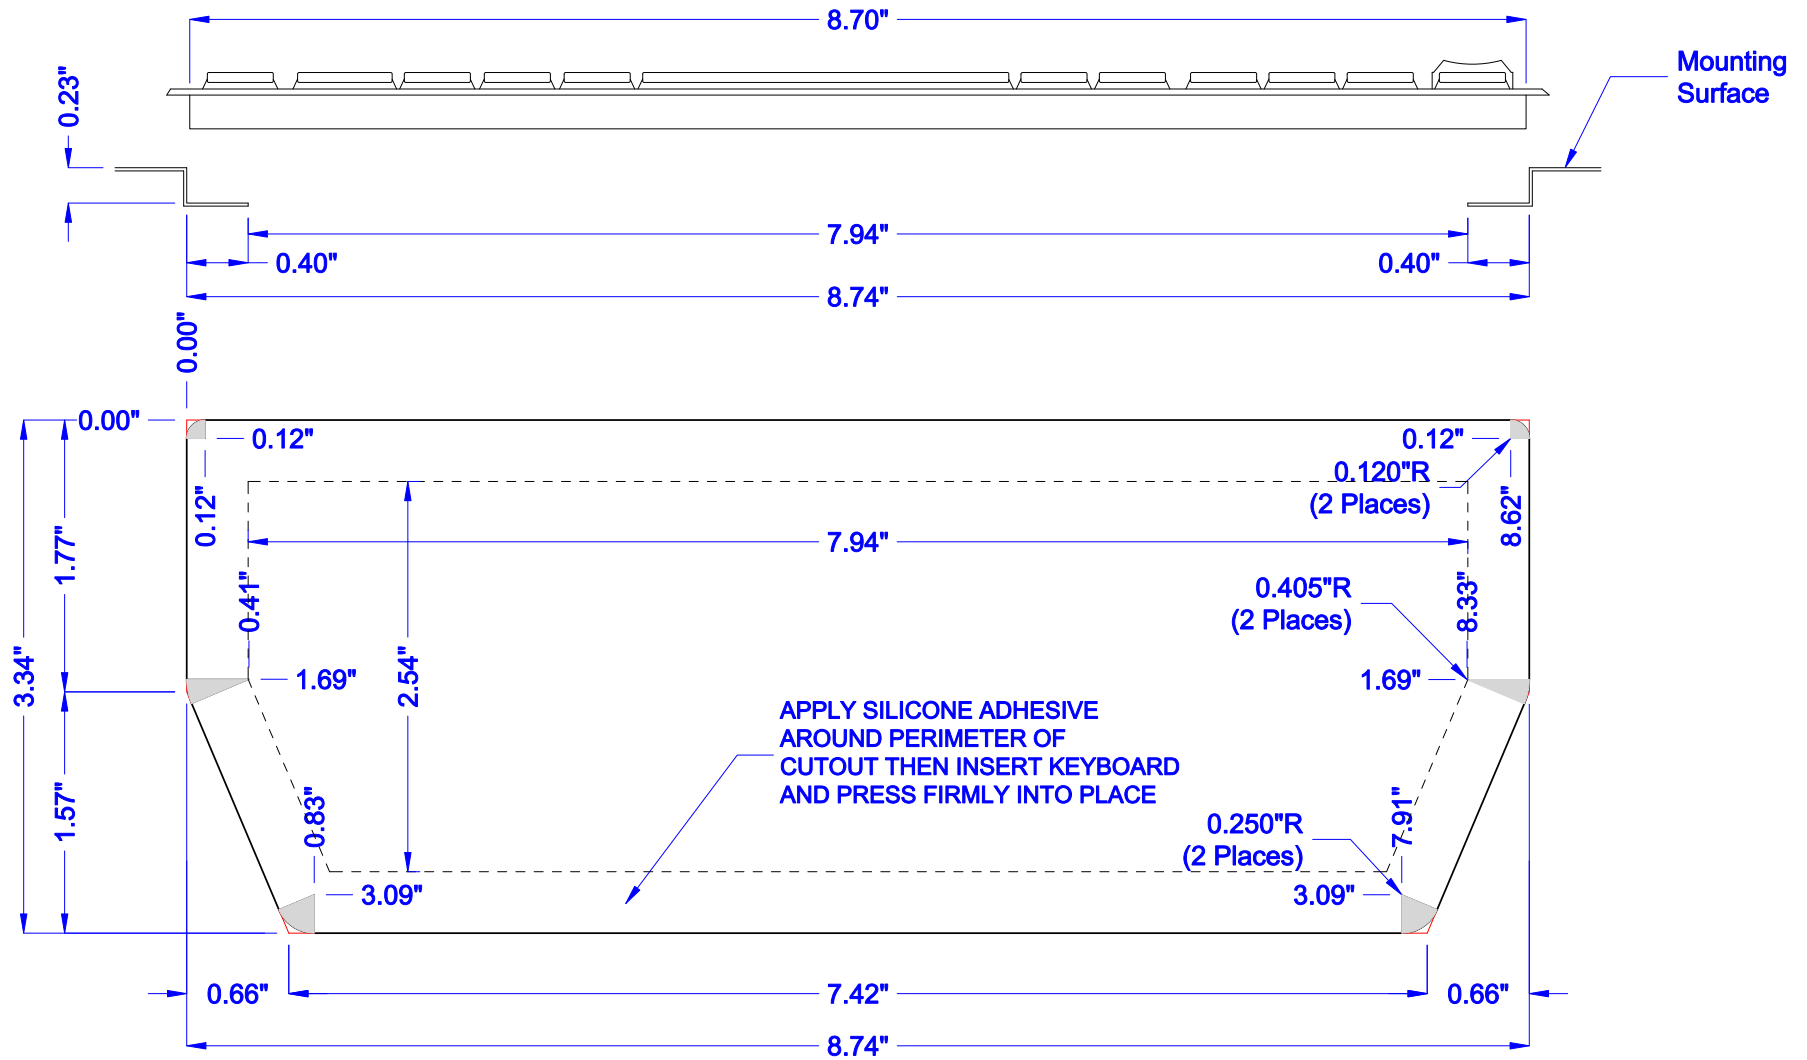 8.70"
Mounting
Surface
0.23"
7.94"
0.40"
0.40"
8.74"
0.00"
0.00"
0.12"
0.12"
0.12"
0.120"R
(2 Places)
8.62"
1.77"
7.94"
0.41"
0.405"R
(2 Places)
8.33"
3.34"
2.54"
1.69"
1.69"
APPLY SILICONE ADHESIVE
AROUND PERIMETER OF
CUTOUT THEN INSERT KEYBOARD
AND PRESS FIRMLY INTO PLACE
1.57"
0.83"
0.250"R
(2 Places)
7.91"
3.09"
3.09"
0.66"
7.42"
0.66"
8.74"